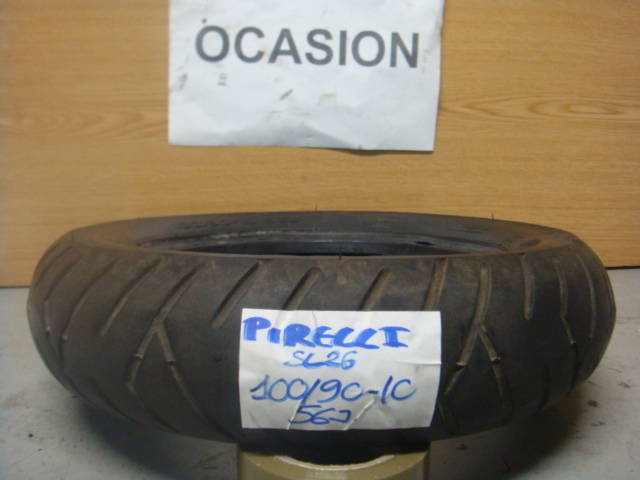 OCASION
PIRELLI
SL26
100/90-10
56J